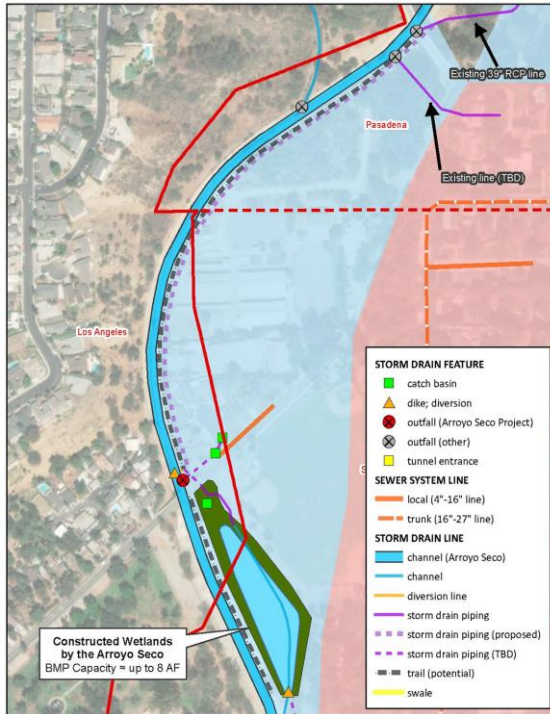 Existing 39" RCP line
Pasadena
Existing line (TBD)
Los Angeles
S
Constructed Wetlands
by the Arroyo Seco
BMP Capacity = up to 8 AF
STORM DRAIN FEATURE
catch basin
dike; diversion
outfall (Arroyo Seco Project)
outfall (other)
tunnel entrance
SEWER SYSTEM LINE
local (4"-16" line)
trunk (16"-27" line)
STORM DRAIN LINE
channel (Arroyo Seco)
channel
diversion line
storm drain piping
storm drain piping (proposed)
storm drain piping (TBD)
trail (potential)
swale